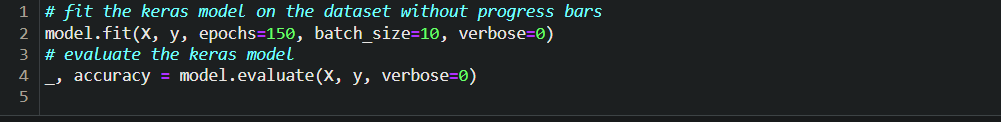 1 # fit the keras model on the dataset without progress bars
2 model.fit(X, y, epochs=150, batch_size=10, verbose=0)
3 # evaluate the keras model
4 _, accuracy = model.evaluate(X, y, verbose=0)
5